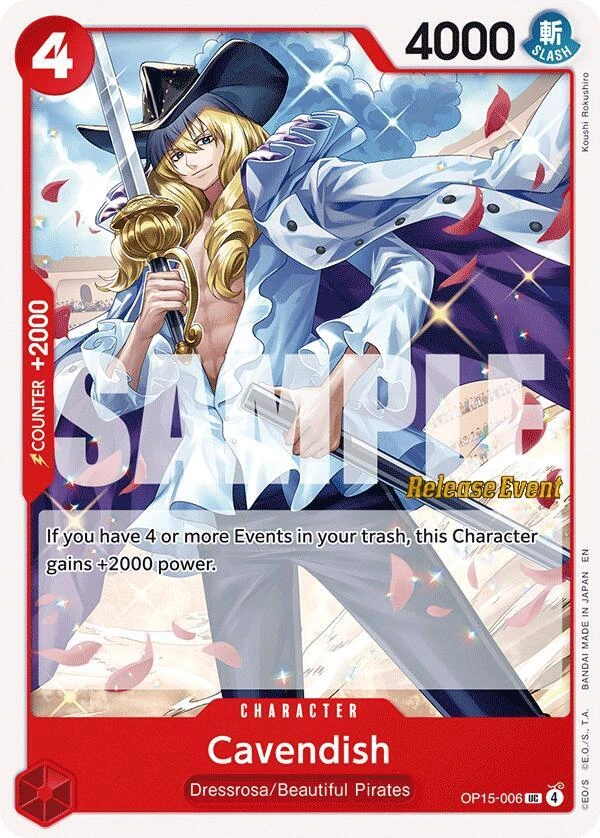 4
4000
斬
SLASH
Koushi Rokushiro
COUNTER +2000
SAMPLE
Release Event
If you have 4 or more Events in your trash, this Character
gains +2000 power.
CHARACTER
Cavendish
Dressrosa/Beautiful Pirates
OP15-006 UC 4
©E.O/S ©E.O./S., T.A. BANDAI MADE IN JAPAN EN